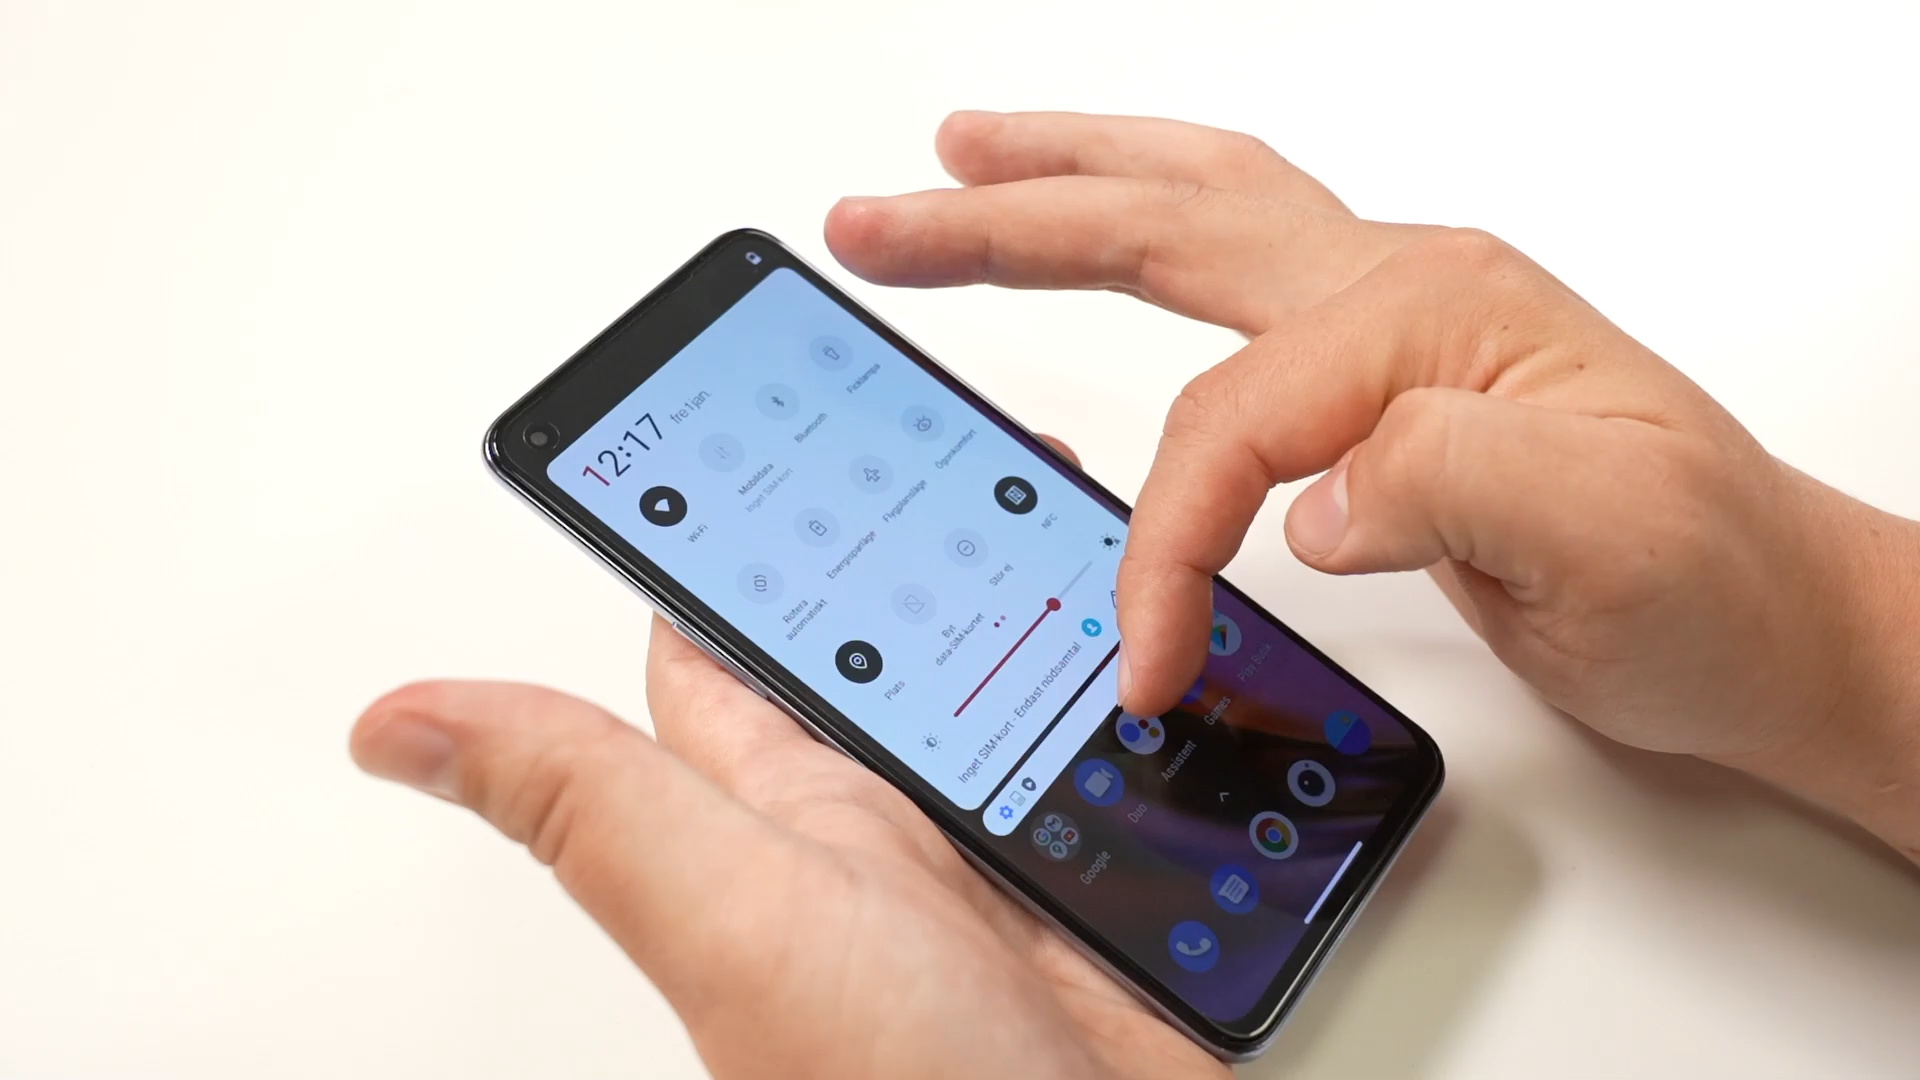 12:17 fre 1 jan.
Wi-Fi
Mobildata
Inget SIM-kort
Bluetooth
Ficklampa
Rotera
automatiskt
Energisparläge
Flygplansläge
Ögonkomfort
Plats
Byt
data-SIM-kortet
Stör ej
NFC
Inget SIM-kort - Endast nödsamtal
Google
Duo
Assistent
Games
Play Butik